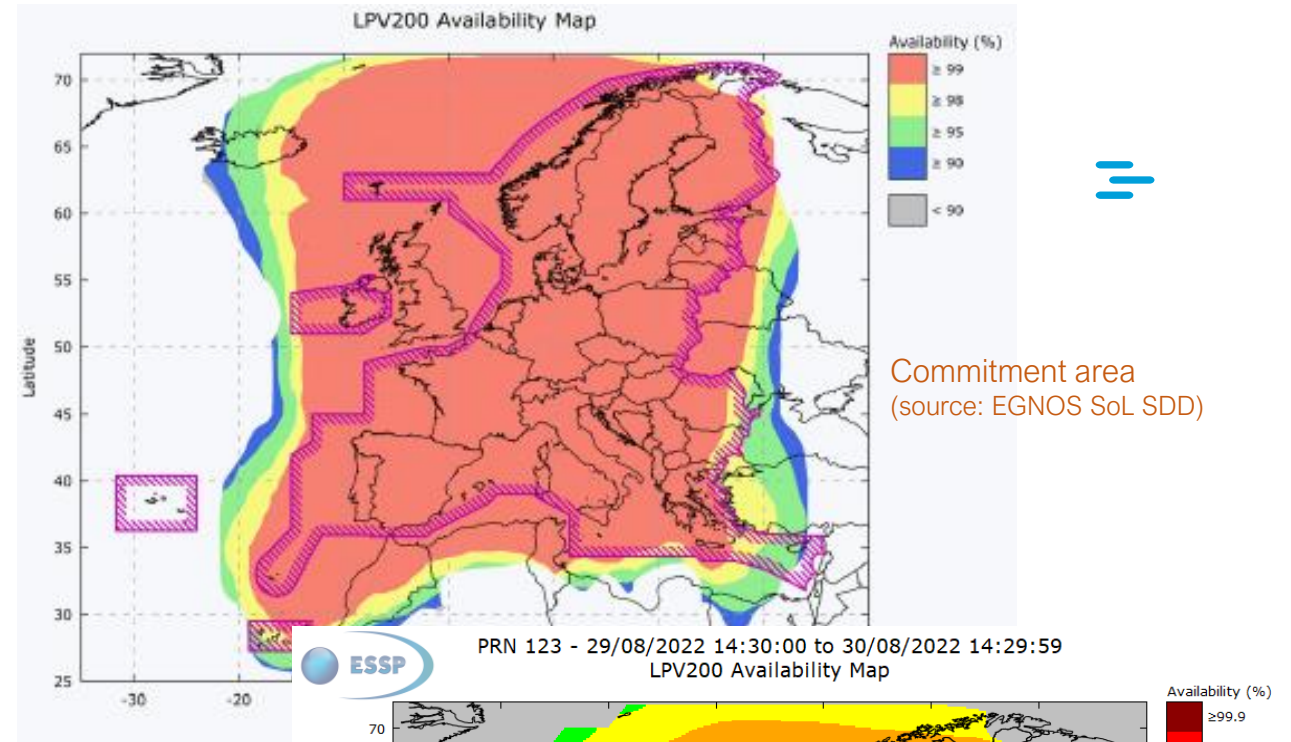 LPV200 Availability Map
Availability (%)
≥ 99
≥ 98
≥ 95
≥ 90
< 90
70
65
60
55
50
45
40
35
30
25
Latitude
-30
-20
Commitment area
(source: EGNOS SoL SDD)
ESSP
PRN 123 - 29/08/2022 14:30:00 to 30/08/2022 14:29:59
LPV200 Availability Map
Availability (%)
≥99.9
70